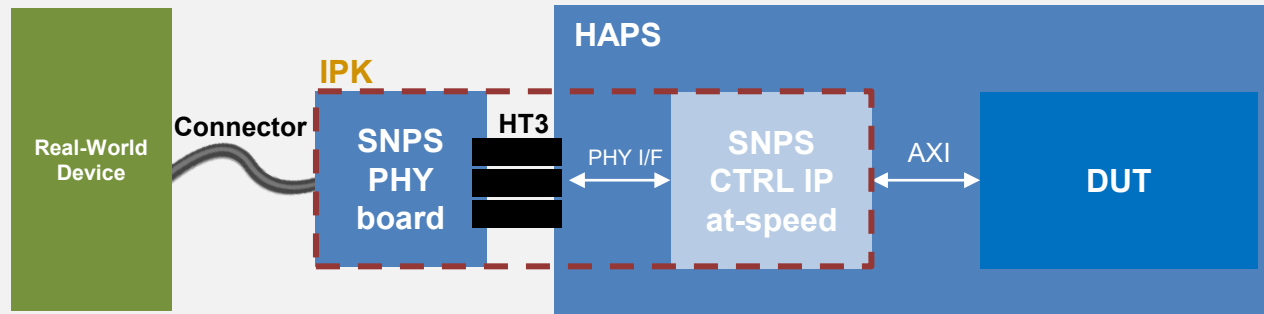 HAPS
IPK
Connector
HT3
Real-World
Device
SNPS
PHY
board
PHY I/F
SNPS
CTRL IP
at-speed
AXI
DUT